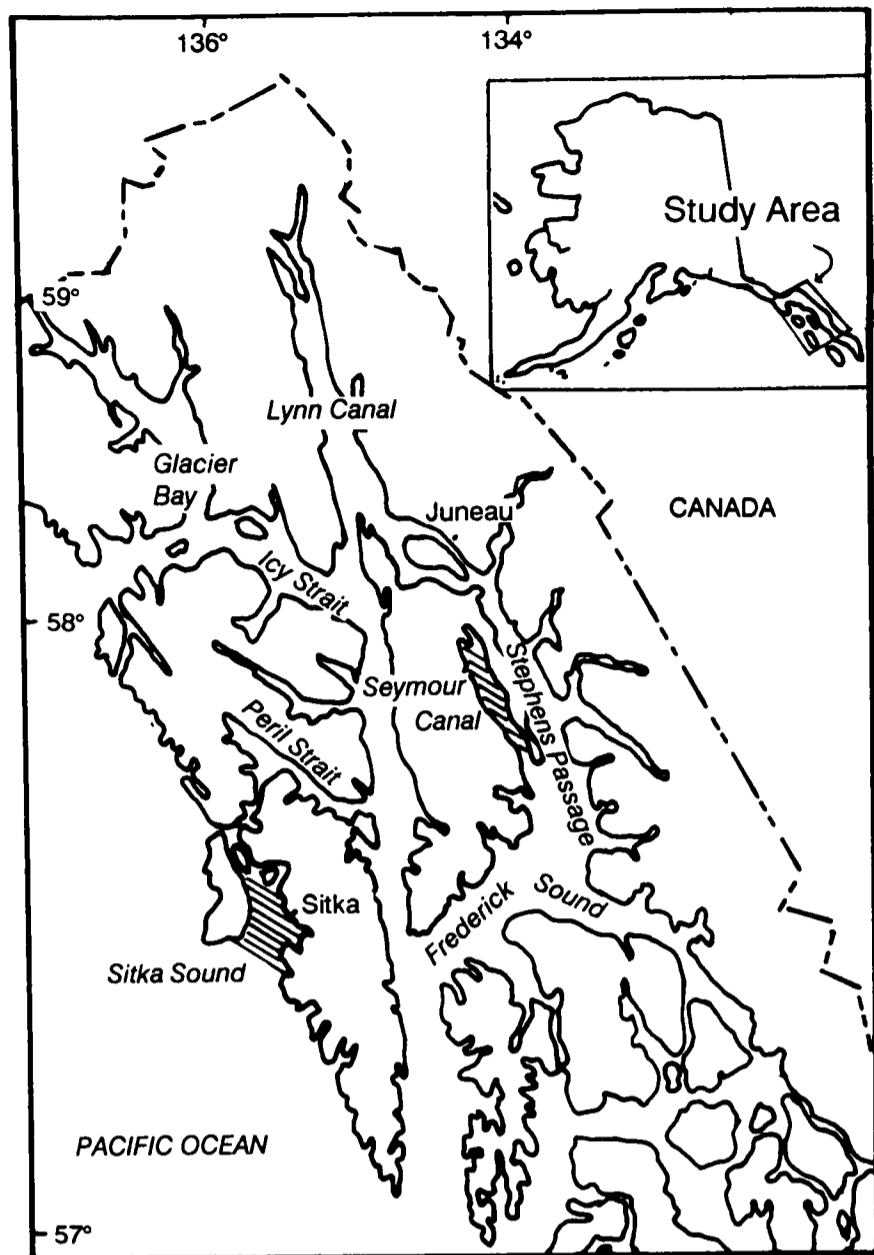 136°
134°
Study Area
59°
Lynn Canal
Glacier
Bay
Juneau
CANADA
Icy Strait
58°
Seymour
Canal
Stephens Passage
Peril Strait
Sitka
Frederick Sound
Sitka Sound
PACIFIC OCEAN
57°